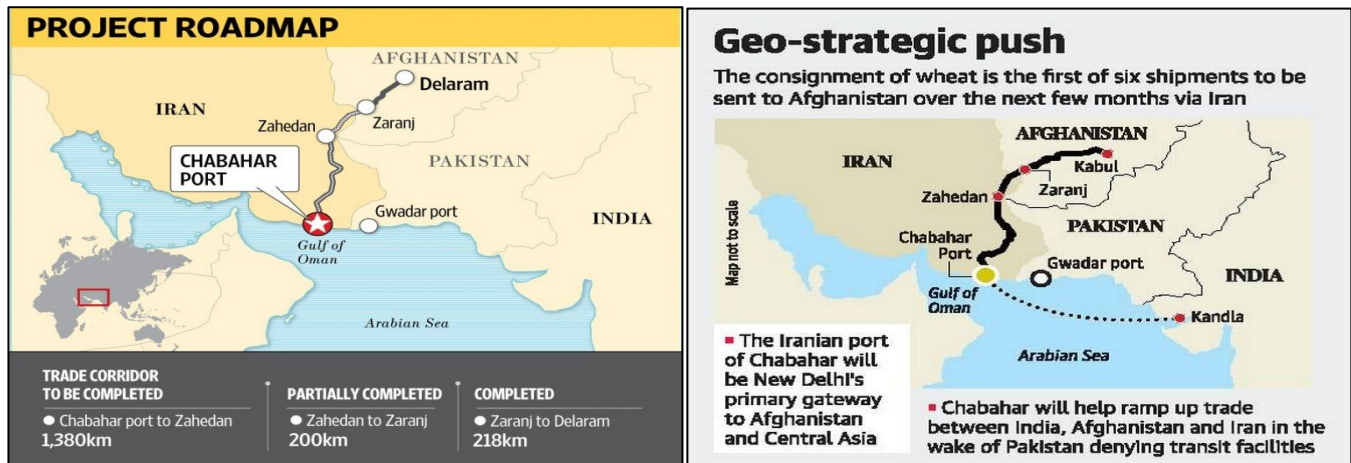 PROJECT ROADMAP
AFGHANISTAN
Delaram
IRAN
Zaranj
Zahedan
CHABAHAR
PORT
PAKISTAN
Gwadar port
INDIA
Gulf of
Oman
Arabian Sea
TRADE CORRIDOR
TO BE COMPLETED
Chabahar port to Zahedan
1,380km
PARTIALLY COMPLETED
Zahedan to Zaranj
200km
COMPLETED
Zaranj to Delaram
218km
Geo-strategic push
The consignment of wheat is the first of six shipments to be
sent to Afghanistan over the next few months via Iran
AFGHANISTAN
IRAN
Kabul
Zaranj
Zahedan
PAKISTAN
Map not to scale
Chabahar
Port
Gwadar port
INDIA
Gulf of
Oman
Kandla
Arabian Sea
▪ The Iranian port
of Chabahar will
be New Delhi's
primary gateway
to Afghanistan
and Central Asia
▪ Chabahar will help ramp up trade
between India, Afghanistan and Iran in the
wake of Pakistan denying transit facilities